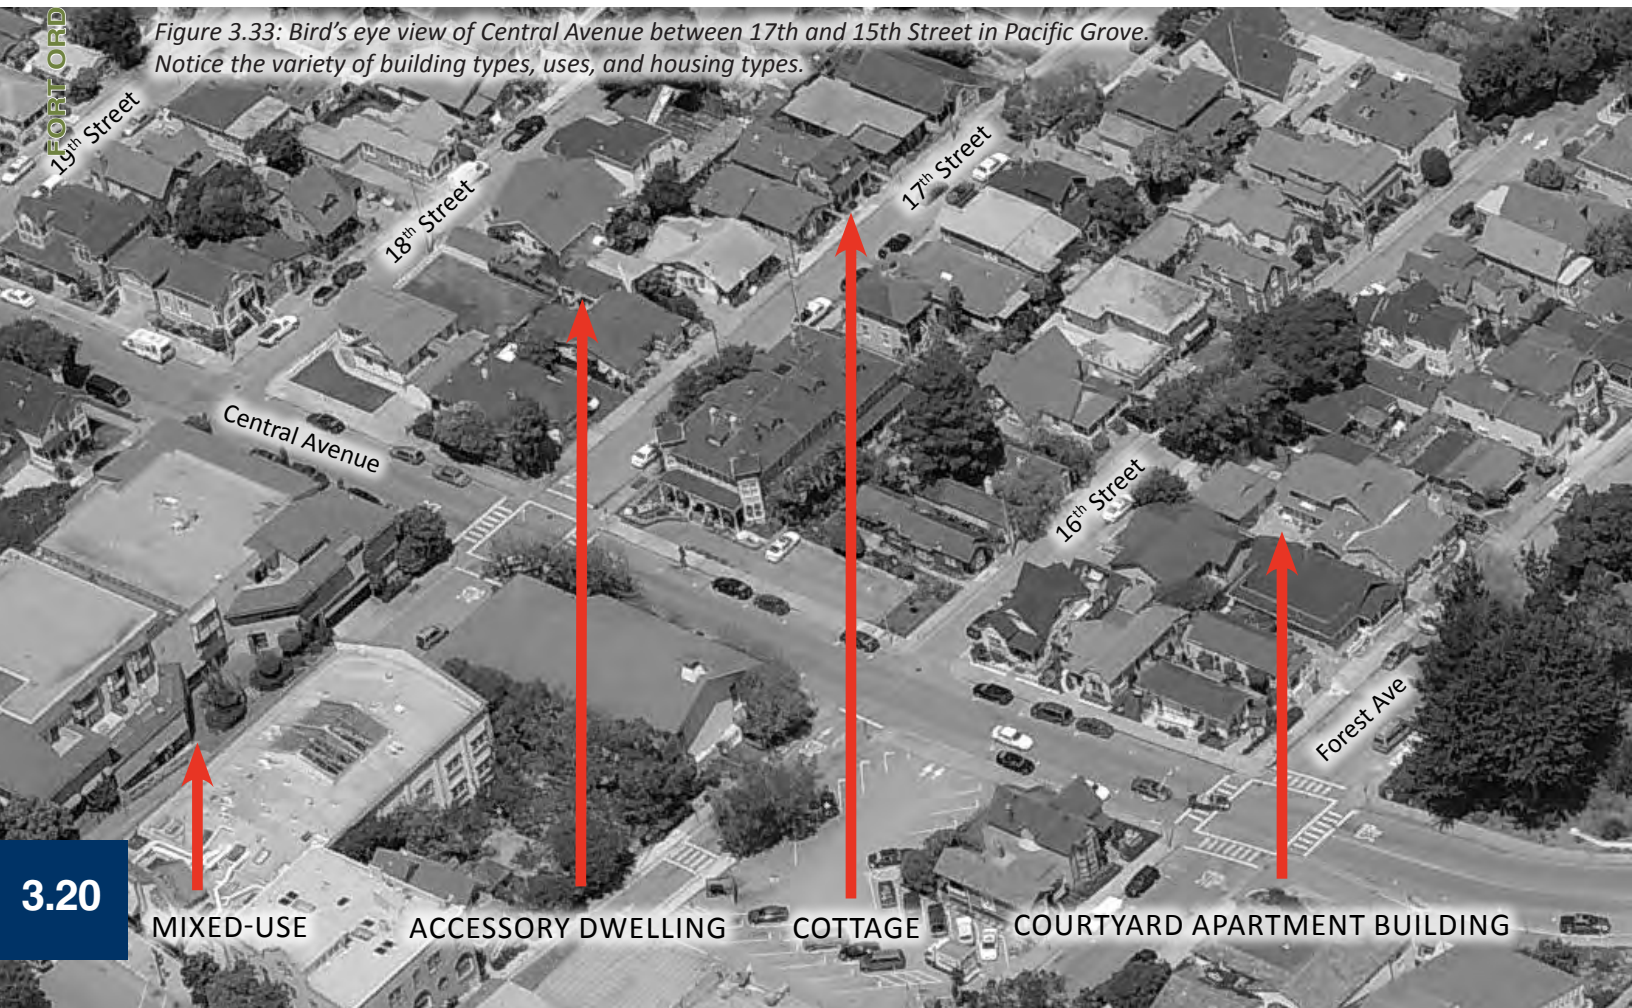 FORT ORD
Figure 3.33: Bird's eye view of Central Avenue between 17th and 15th Street in Pacific Grove.
Notice the variety of building types, uses, and housing types.
19th Street
18th Street
17th Street
Central Avenue
16th Street
Forest Ave
3.20
MIXED-USE
ACCESSORY DWELLING
COTTAGE
COURTYARD APARTMENT BUILDING